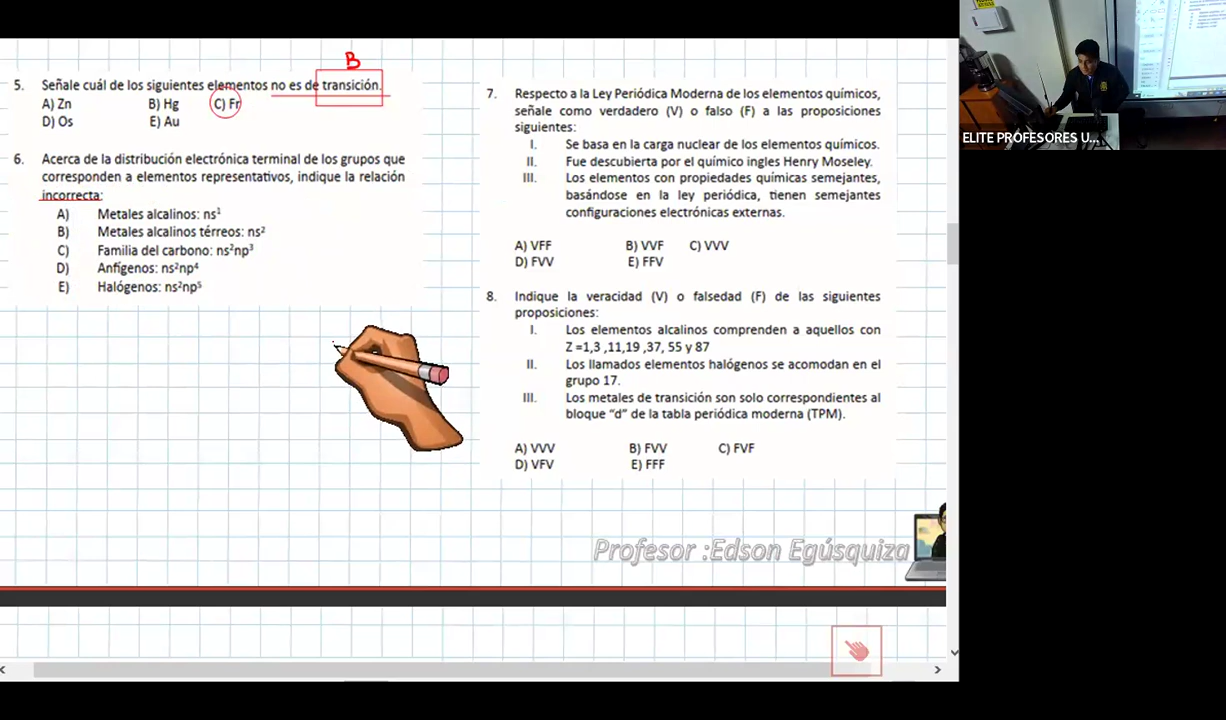 B
5. Señale cuál de los siguientes elementos no es de transición.
A) Zn B) Hg C) Fr
D) Os E) Au
6. Acerca de la distribución electrónica terminal de los grupos que
corresponden a elementos representativos, indique la relación
incorrecta:
A) Metales alcalinos: ns¹
B) Metales alcalinos térreos: ns²
C) Familia del carbono: ns²np³
D) Anfígenos: ns²np⁴
E) Halógenos: ns²np⁵
7. Respecto a la Ley Periódica Moderna de los elementos químicos,
señale como verdadero (V) o falso (F) a las proposiciones
siguientes:
I. Se basa en la carga nuclear de los elementos químicos.
II. Fue descubierta por el químico ingles Henry Moseley.
III. Los elementos con propiedades químicas semejantes,
basándose en la ley periódica, tienen semejantes
configuraciones electrónicas externas.
A) VFF B) VVF C) VVV
D) FVV E) FFV
8. Indique la veracidad (V) o falsedad (F) de las siguientes
proposiciones:
I. Los elementos alcalinos comprenden a aquellos con
Z =1,3 ,11,19 ,37, 55 y 87
II. Los llamados elementos halógenos se acomodan en el
grupo 17.
III. Los metales de transición son solo correspondientes al
bloque “d” de la tabla periódica moderna (TPM).
A) VVV B) FVV C) FVF
D) VFV E) FFF
Profesor :Edson Egúsquiza
ELITE PROFESORES U...